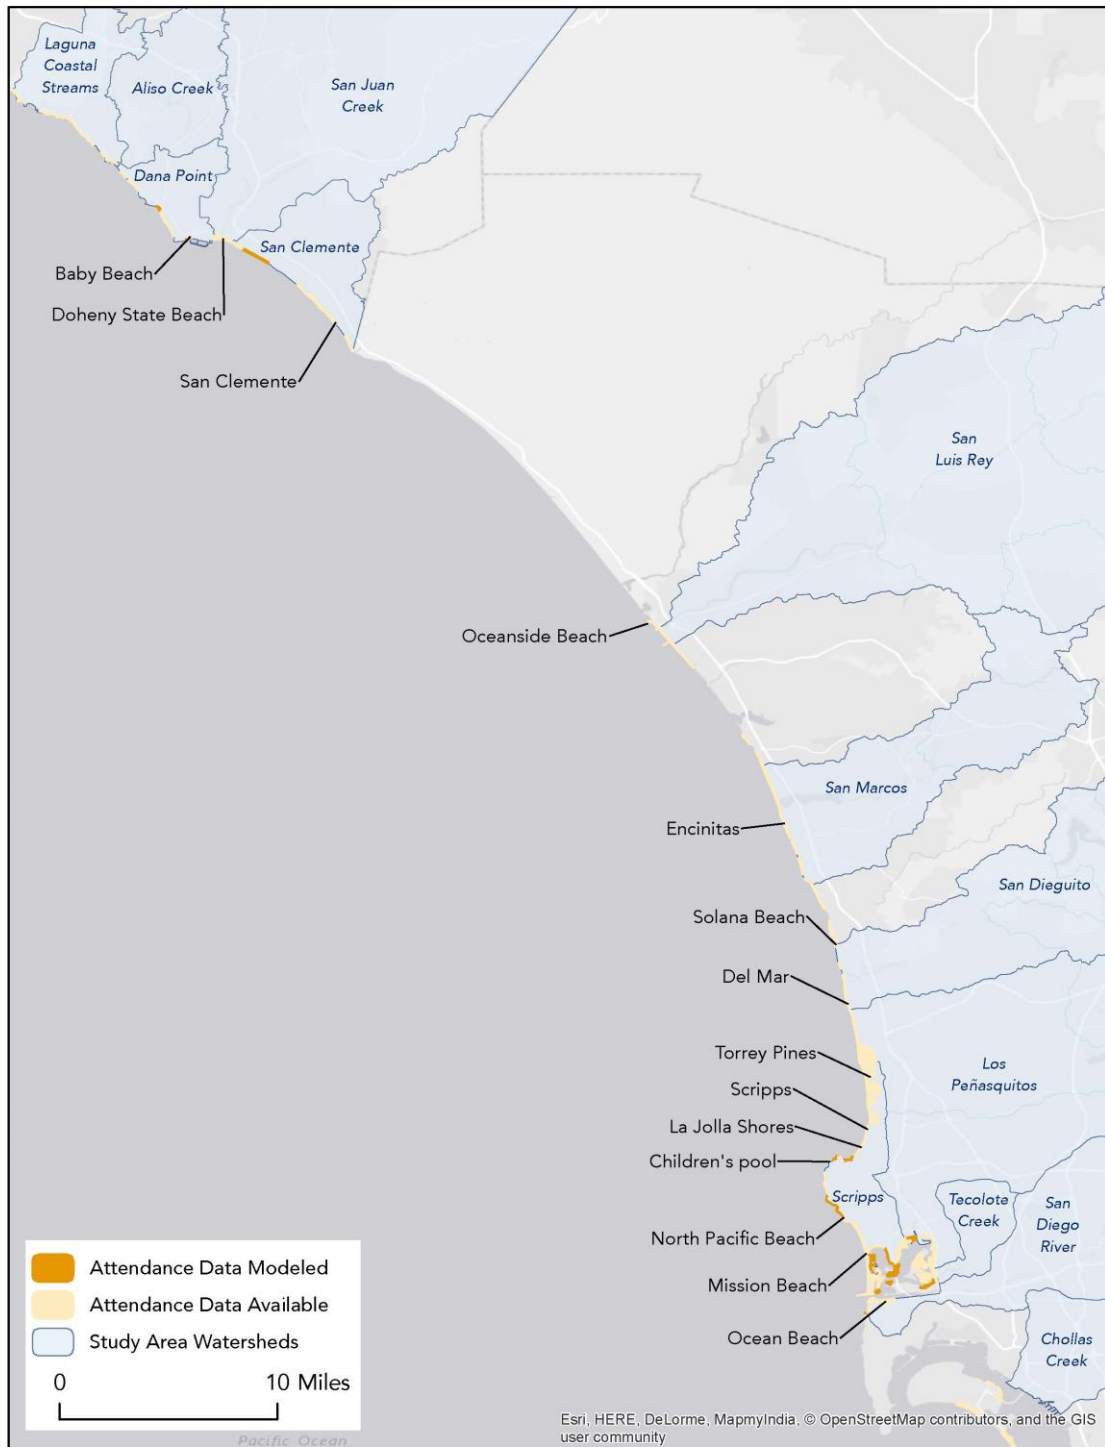 Laguna
Coastal
Streams
Aliso Creek
San Juan
Creek
Dana Point
San Clemente
Baby Beach
Doheny State Beach
San Clemente
San
Luis Rey
Oceanside Beach
San Marcos
Encinitas
San Dieguito
Solana Beach
Del Mar
Torrey Pines
Los
Peñasquitos
Scripps
La Jolla Shores
Children's pool
Scripps
Tecolote
Creek
San
Diego
River
North Pacific Beach
Mission Beach
Ocean Beach
Chollas
Creek
Attendance Data Modeled
Attendance Data Available
Study Area Watersheds
0 10 Miles
Esri, HERE, DeLorme, MapmyIndia, © OpenStreetMap contributors, and the GIS
user community
Pacific Ocean